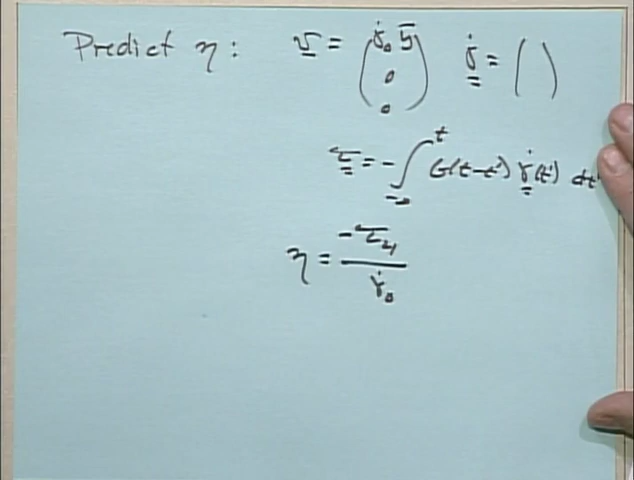 Predict η: v = (γ̇₀ y, 0, 0) γ̇ = ( )
τ = -∫_{-∞}^{t} G(t-t') γ̇(t') dt'
η = -τ₂₁ / γ̇₀